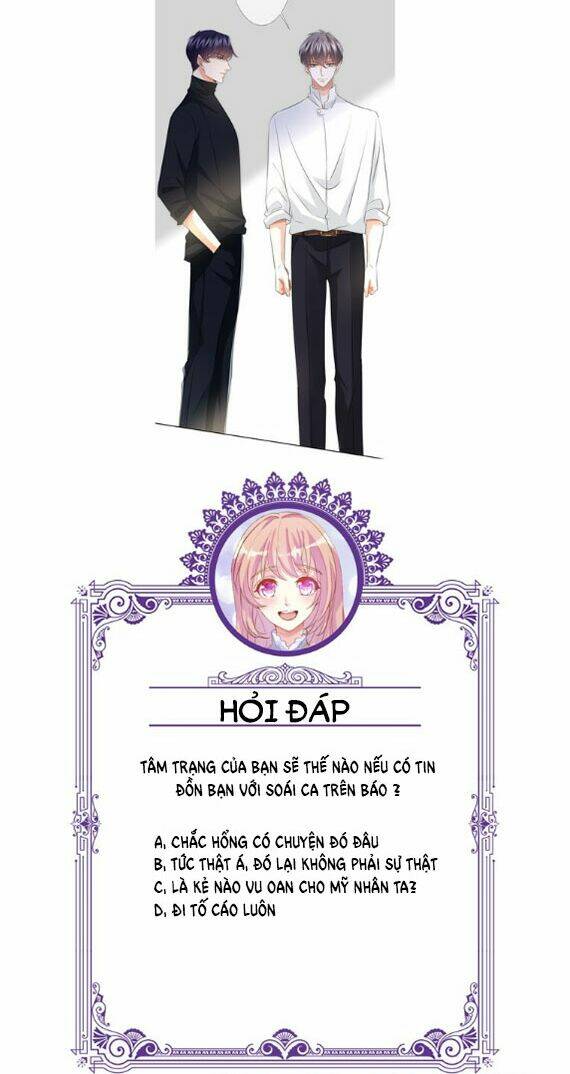 HỎI ĐÁP
TÂM TRẠNG CỦA BẠN SẼ THẾ NÀO NẾU CÓ TIN
ĐỒN BẠN VỚI SOÁI CA TRÊN BÁO ?
A, CHẮC HỔNG CÓ CHUYỆN ĐÓ ĐÂU
B, TỨC THẬT Á, ĐÓ LẠI KHÔNG PHẢI SỰ THẬT
C, LÀ KẺ NÀO VU OAN CHO MỸ NHÂN TA?
D, ĐI TỐ CÁO LUÔN